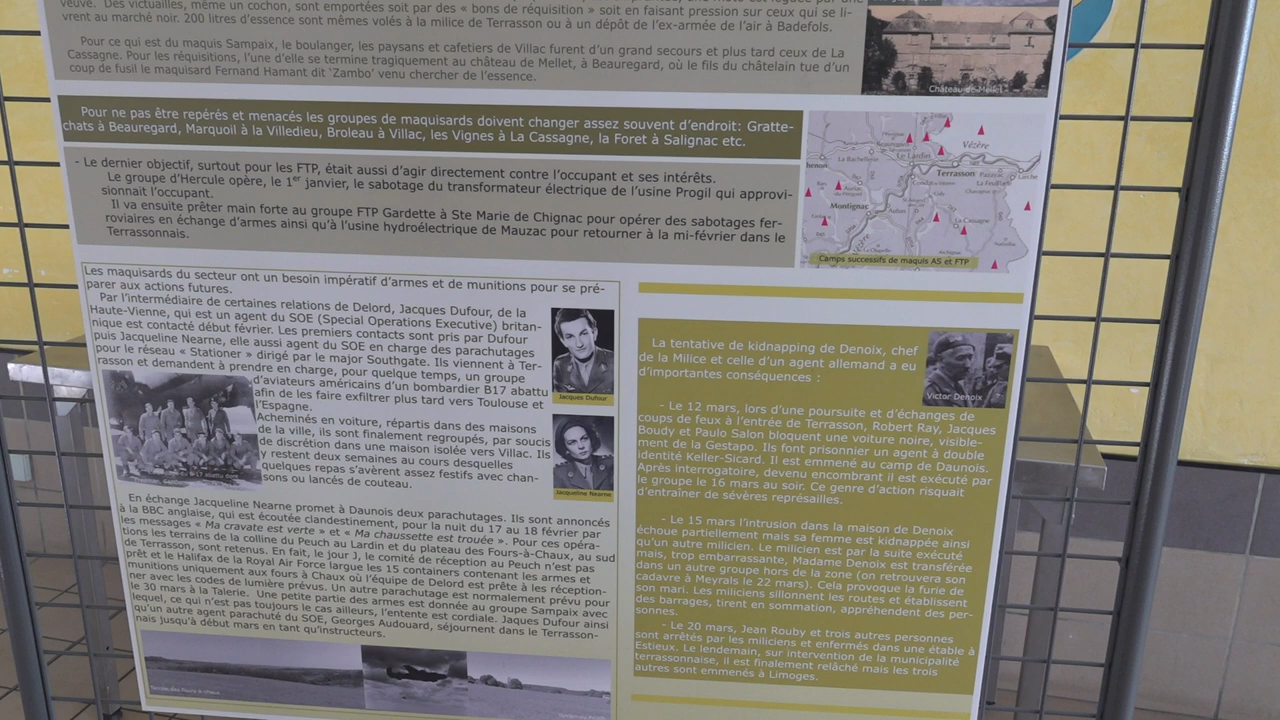 veuve. Des victuailles, même un cochon, sont emportées soit par des « bons de réquisition » soit en faisant pression sur ceux qui se li-
vrent au marché noir. 200 litres d'essence sont mêmes volés à la milice de Terrasson ou à un dépôt de l'ex-armée de l'air à Badefols.
Pour ce qui est du maquis Sampaix, le boulanger, les paysans et cafetiers de Villac furent d'un grand secours et plus tard ceux de La
Cassagne. Pour les réquisitions, l'une d'elle se termine tragiquement au château de Mellet, à Beauregard, où le fils du châtelain tue d'un
coup de fusil le maquisard Fernand Hamant dit 'Zambo' venu chercher de l'essence.
Château de Mellet
Pour ne pas être repérés et menacés les groupes de maquisards doivent changer assez souvent d'endroit: Gratte-
chats à Beauregard, Marquoil à la Villedieu, Broleau à Villac, les Vignes à La Cassagne, la Foret à Salignac etc.
- Le dernier objectif, surtout pour les FTP, était aussi d'agir directement contre l'occupant et ses intérêts.
Le groupe d'Hercule opère, le 1er janvier, le sabotage du transformateur électrique de l'usine Progil qui approvi-
sionnait l'occupant.
Il va ensuite prêter main forte au groupe FTP Gardette à Ste Marie de Chignac pour opérer des sabotages fer-
roviaires en échange d'armes ainsi qu'à l'usine hydroélectrique de Mauzac pour retourner à la mi-février dans le
Terrassonnais.
Vézère
La Bachellerie
Le Lardin
Terrasson
Pazayac
La Feuillade
Larche
Montignac
Aubas
La Cassagne
Vézère
Camps successifs de maquis AS et FTP
Les maquisards du secteur ont un besoin impératif d'armes et de munitions pour se pré-
parer aux actions futures.
Par l'intermédiaire de certaines relations de Delord, Jacques Dufour, de la
Haute-Vienne, qui est un agent du SOE (Special Operations Executive) britan-
nique est contacté début février. Les premiers contacts sont pris par Dufour
puis Jacqueline Nearne, elle aussi agent du SOE en charge des parachutages
pour le réseau « Stationer » dirigé par le major Southgate. Ils viennent à Ter-
rasson et demandent à prendre en charge, pour quelque temps, un groupe
d'aviateurs américains d'un bombardier B17 abattu
afin de les faire exfiltrer plus tard vers Toulouse et
l'Espagne.
Acheminés en voiture, répartis dans des maisons
de la ville, ils sont finalement regroupés, par soucis
de discrétion dans une maison isolée vers Villac. Ils
y restent deux semaines au cours desquelles
quelques repas s'avèrent assez festifs avec chan-
sons ou lancés de couteau.
Jacques Dufour
Jacqueline Nearne
En échange Jacqueline Nearne promet à Daunois deux parachutages. Ils sont annoncés
à la BBC anglaise, qui est écoutée clandestinement, pour la nuit du 17 au 18 février par
les messages « Ma cravate est verte » et « Ma chaussette est trouée ». Pour ces opéra-
tions les terrains de la colline du Peuch au Lardin et du plateau des Fours-à-Chaux, au sud
de Terrasson, sont retenus. En fait, le jour J, le comité de réception au Peuch n'est pas
prêt et le Halifax de la Royal Air Force largue les 15 containers contenant les armes et
munitions uniquement aux fours à Chaux où l'équipe de Delord est prête à les réception-
ner avec les codes de lumière prévus. Un autre parachutage est normalement prévu pour
le 30 mars à la Talerie. Une petite partie des armes est donnée au groupe Sampaix avec
lequel, ce qui n'est pas toujours le cas ailleurs, l'entente est cordiale. Jaques Dufour ainsi
qu'un autre agent parachuté du SOE, Georges Audouard, séjournent dans le Terrasson-
nais jusqu'à début mars en tant qu'instructeurs.
La tentative de kidnapping de Denoix, chef
de la Milice et celle d'un agent allemand a eu
d'importantes conséquences :
Victor Denoix
- Le 12 mars, lors d'une poursuite et d'échanges de
coups de feux à l'entrée de Terrasson, Robert Ray, Jacques
Boudy et Paulo Salon bloquent une voiture noire, visible-
ment de la Gestapo. Ils font prisonnier un agent à double
identité Keller-Sicard. Il est emmené au camp de Daunois.
Après interrogatoire, devenu encombrant il est exécuté par
le groupe le 16 mars au soir. Ce genre d'action risquait
d'entraîner de sévères représailles.
- Le 15 mars l'intrusion dans la maison de Denoix
échoue partiellement mais sa femme est kidnappée ainsi
qu'un autre milicien. Le milicien est par la suite exécuté
mais, trop embarrassante, Madame Denoix est transférée
dans un autre groupe hors de la zone (on retrouvera son
cadavre à Meyrals le 22 mars). Cela provoque la furie de
son mari. Les miliciens sillonnent les routes et établissent
des barrages, tirent en sommation, appréhendent des per-
sonnes.
- Le 20 mars, Jean Rouby et trois autres personnes
sont arrêtés par les miliciens et enfermés dans une étable à
Estieux. Le lendemain, sur intervention de la municipalité
terrassonnaise, il est finalement relâché mais les trois
autres sont emmenés à Limoges.